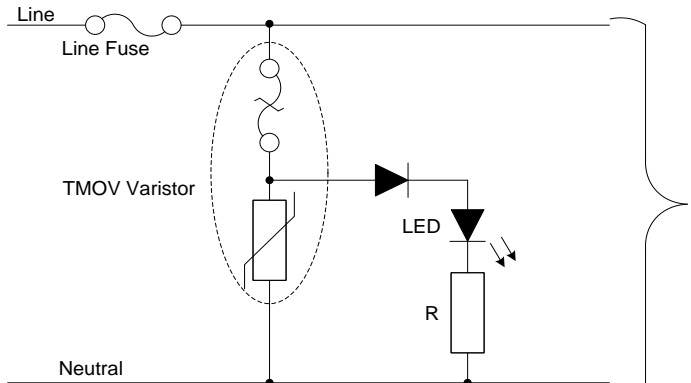 Line
Line Fuse
TMOV Varistor
LED
R
Neutral